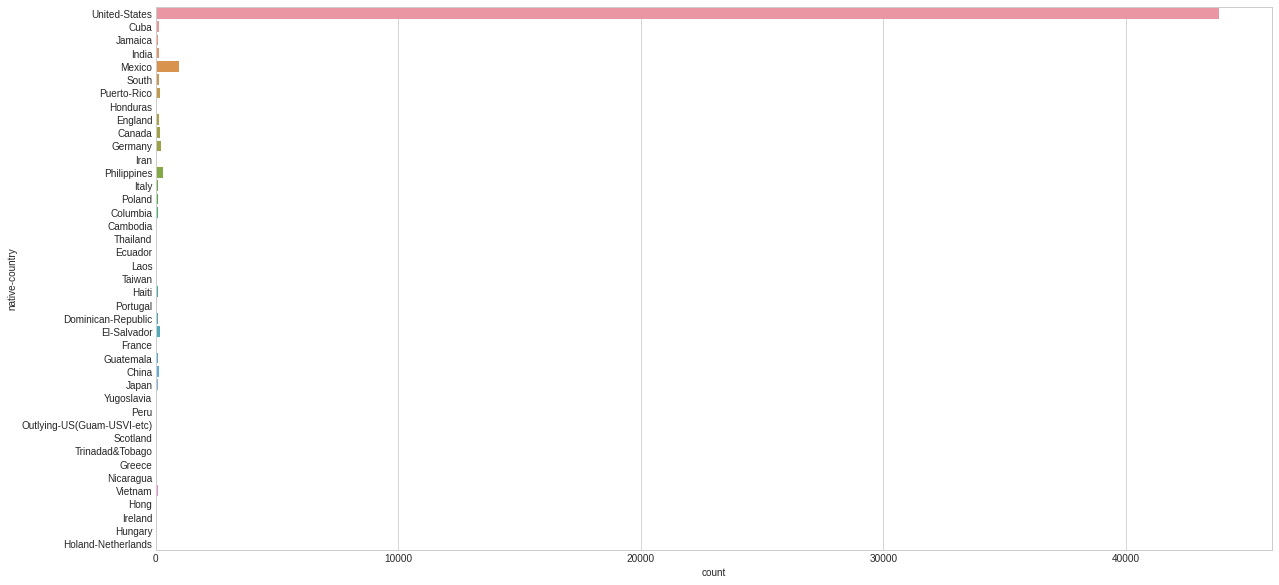 United-States
Cuba
Jamaica
India
Mexico
South
Puerto-Rico
Honduras
England
Canada
Germany
Iran
Philippines
Italy
Poland
Columbia
Cambodia
Thailand
Ecuador
Laos
Taiwan
Haiti
Portugal
Dominican-Republic
El-Salvador
France
Guatemala
China
Japan
Yugoslavia
Peru
Outlying-US(Guam-USVI-etc)
Scotland
Trinadad&Tobago
Greece
Nicaragua
Vietnam
Hong
Ireland
Hungary
Holand-Netherlands
native-country
0 10000 20000 30000 40000
count